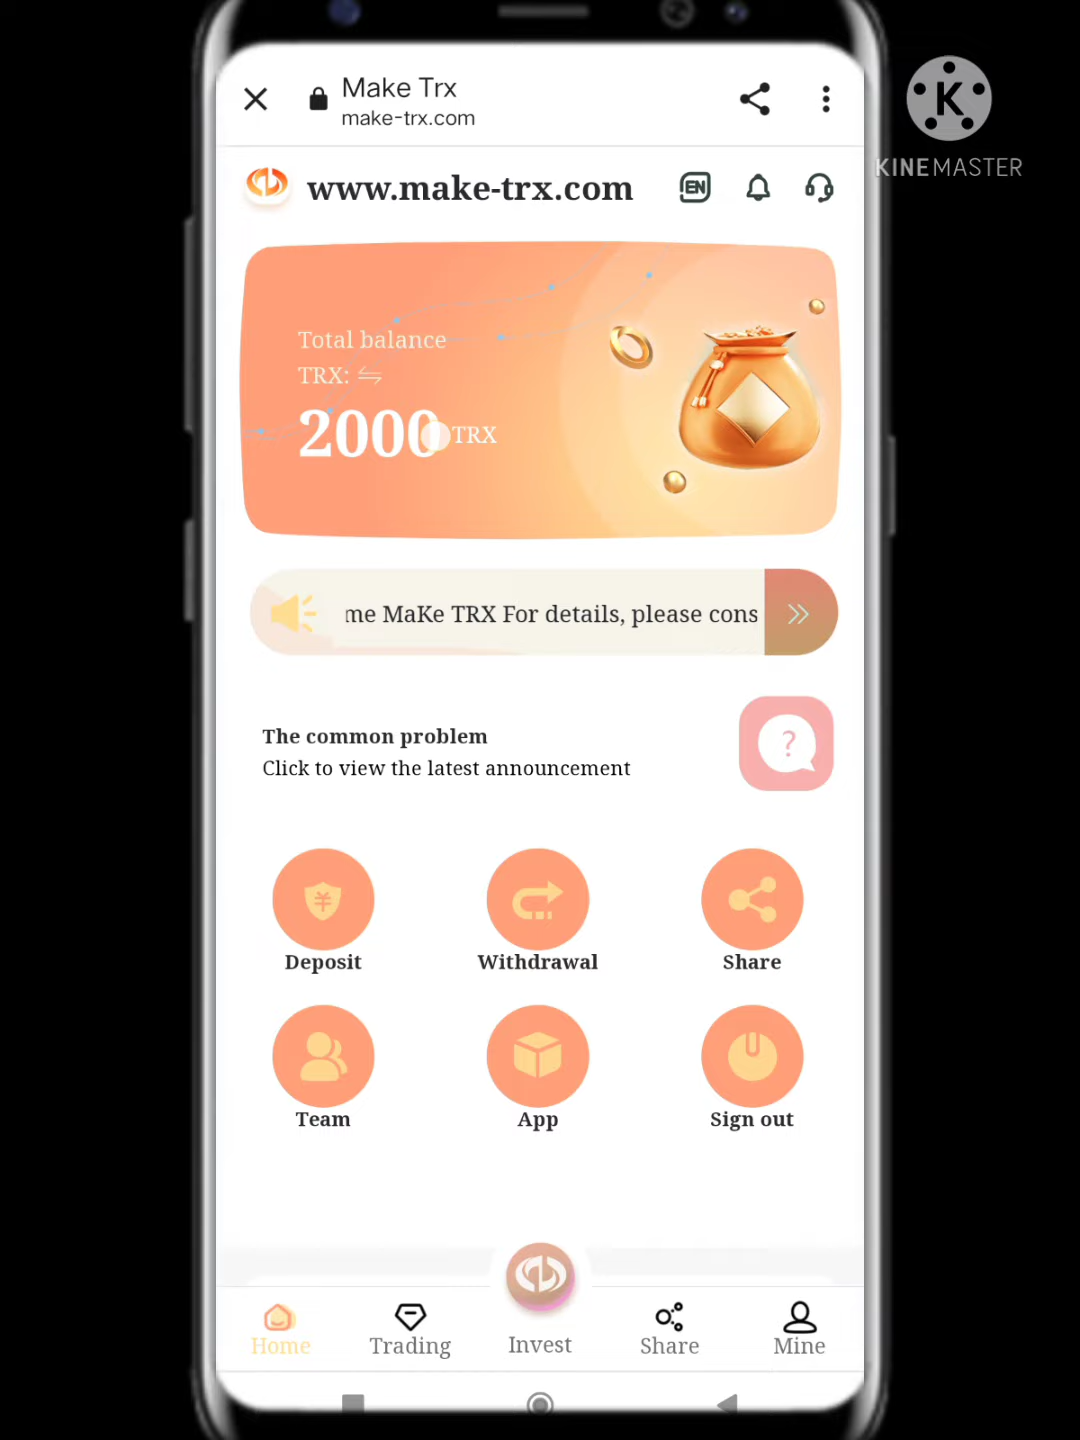 Make Trx
make-trx.com
KINEMASTER
www.make-trx.com
EN
Total balance
TRX:
2000 TRX
me MaKe TRX For details, please cons
The common problem
Click to view the latest announcement
Deposit
Withdrawal
Share
Team
App
Sign out
Home
Trading
Invest
Share
Mine